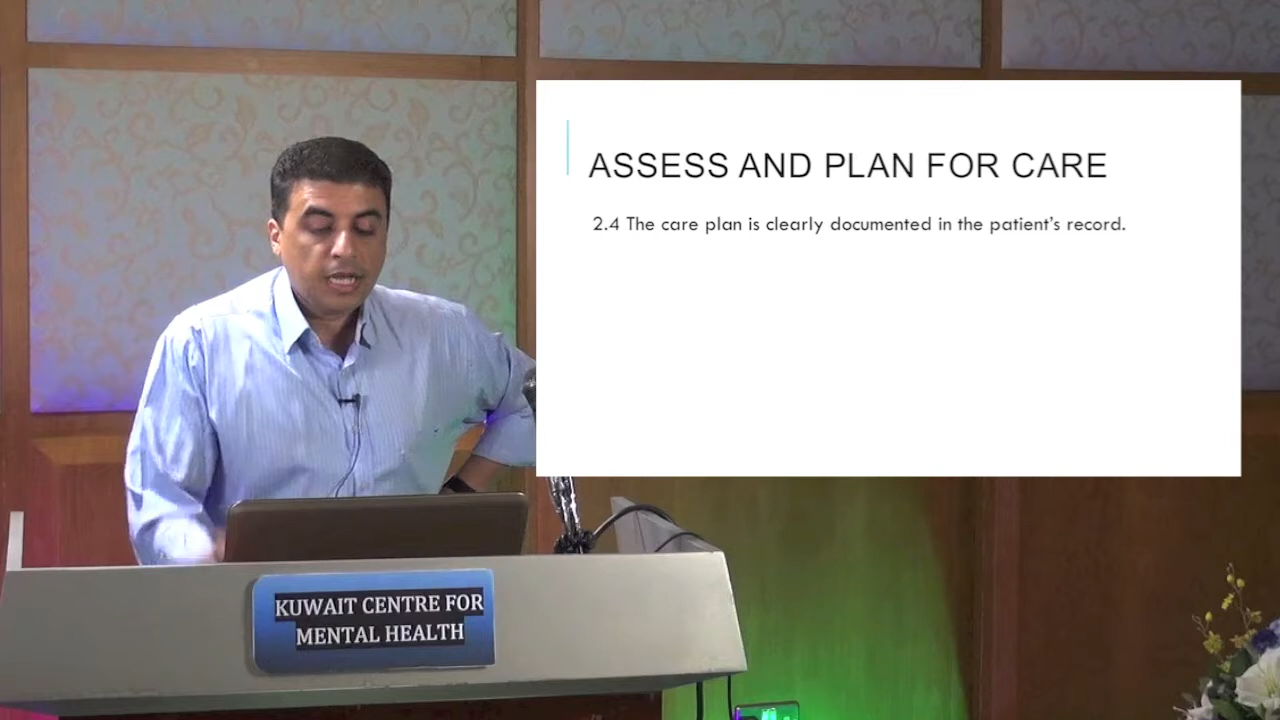 ASSESS AND PLAN FOR CARE
2.4 The care plan is clearly documented in the patient's record.
KUWAIT CENTRE FOR
MENTAL HEALTH